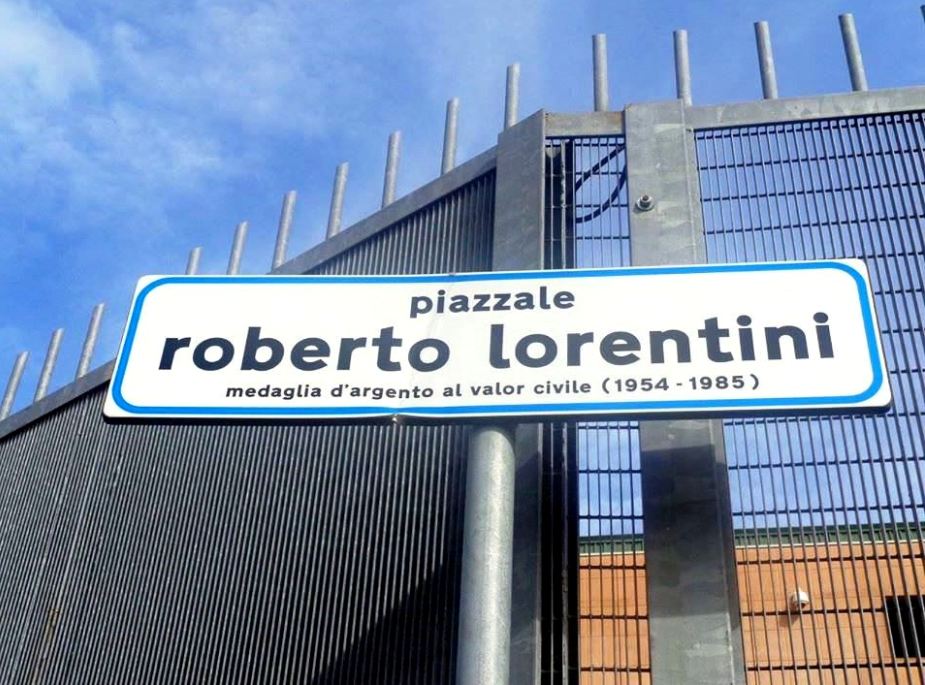 piazzale
roberto lorentini
medaglia d'argento al valor civile (1954 - 1985)